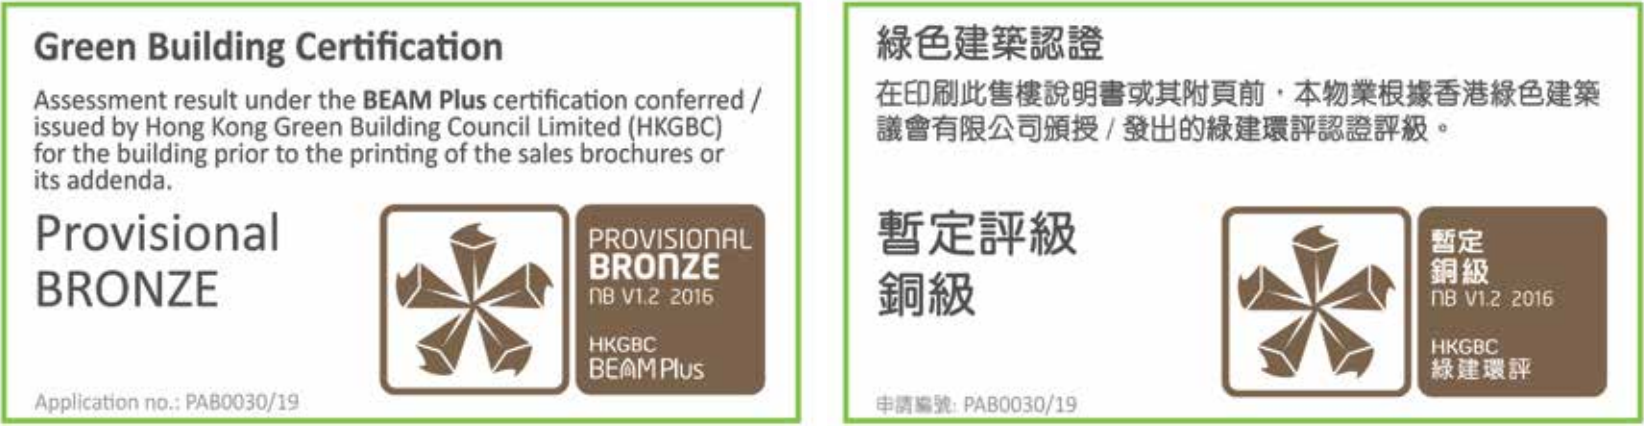 Green Building Certification
Assessment result under the BEAM Plus certification conferred /
issued by Hong Kong Green Building Council Limited (HKGBC)
for the building prior to the printing of the sales brochures or
its addenda.
Provisional
BRONZE
PROVISIONAL
BRONZE
NB V1.2 2016
HKGBC
BEAM Plus
Application no.: PAB0030/19
綠色建築認證
在印刷此售樓說明書或其附頁前，本物業根據香港綠色建築
議會有限公司頒授 / 發出的綠建環評認證評級。
暫定評級
銅級
暫定
銅級
NB V1.2 2016
HKGBC
綠建環評
申請編號: PAB0030/19